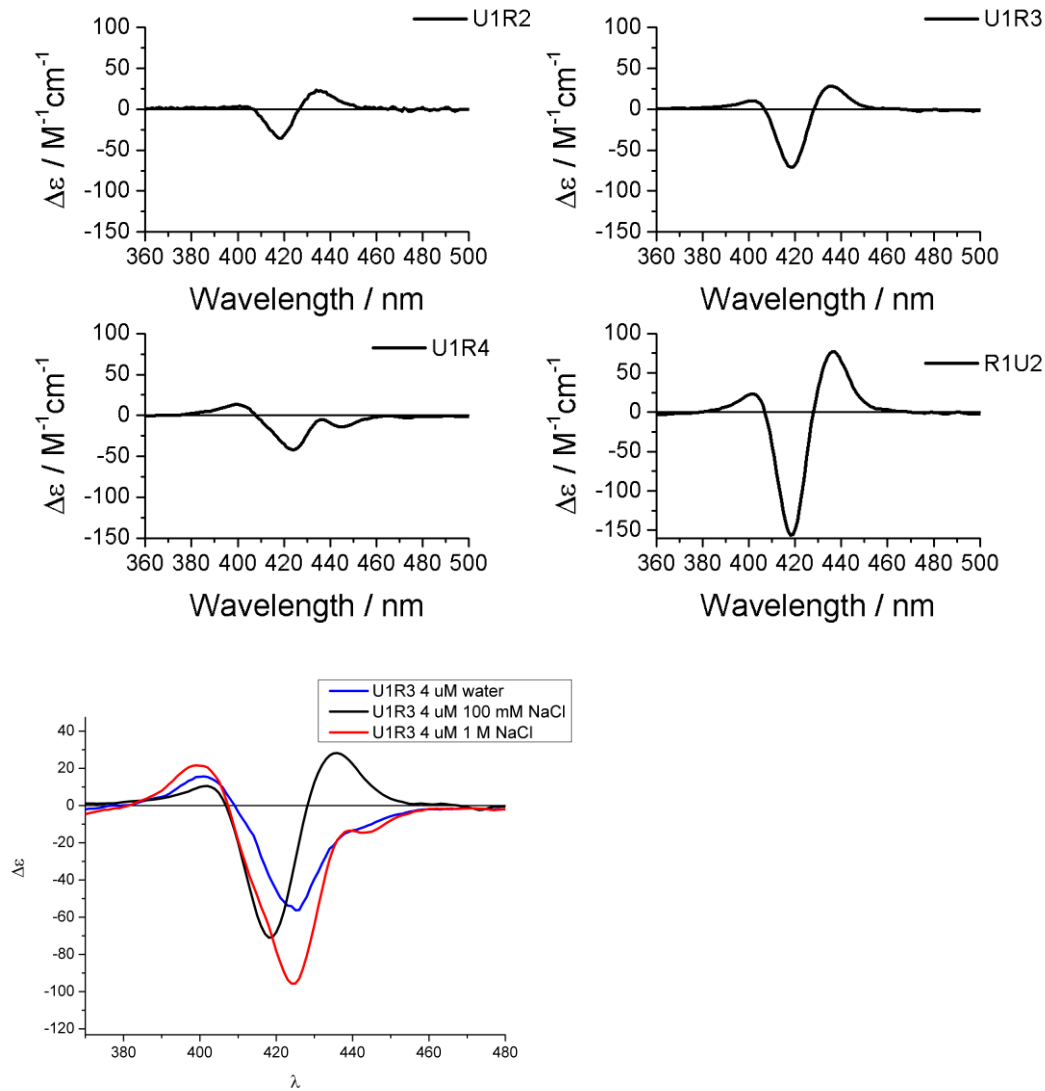 U1R2
100
50
0
-50
-100
-150
Δε / M⁻¹cm⁻¹
360 380 400 420 440 460 480 500
Wavelength / nm
U1R3
100
50
0
-50
-100
-150
Δε / M⁻¹cm⁻¹
360 380 400 420 440 460 480 500
Wavelength / nm
U1R4
100
50
0
-50
-100
-150
Δε / M⁻¹cm⁻¹
360 380 400 420 440 460 480 500
Wavelength / nm
R1U2
100
50
0
-50
-100
-150
Δε / M⁻¹cm⁻¹
360 380 400 420 440 460 480 500
Wavelength / nm
U1R3 4 uM water
U1R3 4 uM 100 mM NaCl
U1R3 4 uM 1 M NaCl
40
20
0
-20
-40
-60
-80
-100
-120
Δε
380 400 420 440 460 480
λ